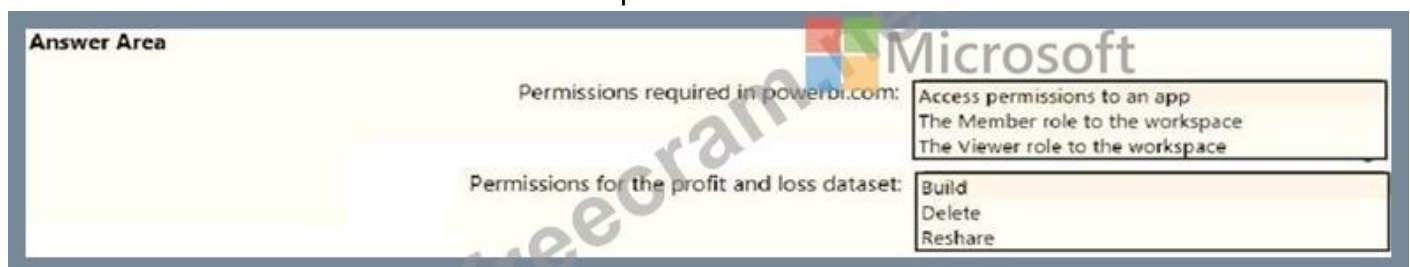 Answer Area
Microsoft
Permissions required in powerbi.com:
Access permissions to an app
The Member role to the workspace
The Viewer role to the workspace
Permissions for the profit and loss dataset:
Build
Delete
Reshare